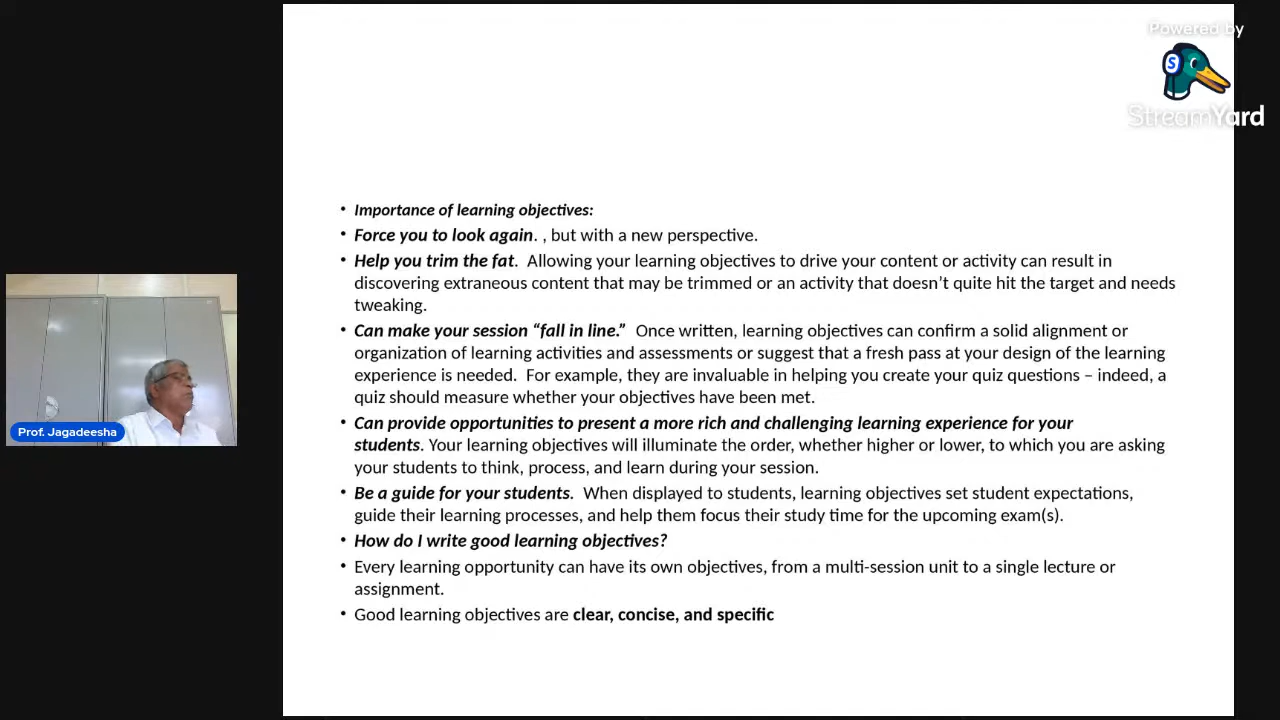 Powered by
StreamYard
• Importance of learning objectives:
• Force you to look again. , but with a new perspective.
• Help you trim the fat.  Allowing your learning objectives to drive your content or activity can result in
discovering extraneous content that may be trimmed or an activity that doesn’t quite hit the target and needs
tweaking.
• Can make your session “fall in line.”  Once written, learning objectives can confirm a solid alignment or
organization of learning activities and assessments or suggest that a fresh pass at your design of the learning
experience is needed.  For example, they are invaluable in helping you create your quiz questions – indeed, a
quiz should measure whether your objectives have been met.
• Can provide opportunities to present a more rich and challenging learning experience for your
students. Your learning objectives will illuminate the order, whether higher or lower, to which you are asking
your students to think, process, and learn during your session.
• Be a guide for your students.  When displayed to students, learning objectives set student expectations,
guide their learning processes, and help them focus their study time for the upcoming exam(s).
• How do I write good learning objectives?
• Every learning opportunity can have its own objectives, from a multi-session unit to a single lecture or
assignment.
• Good learning objectives are clear, concise, and specific
Prof. Jagadeesha